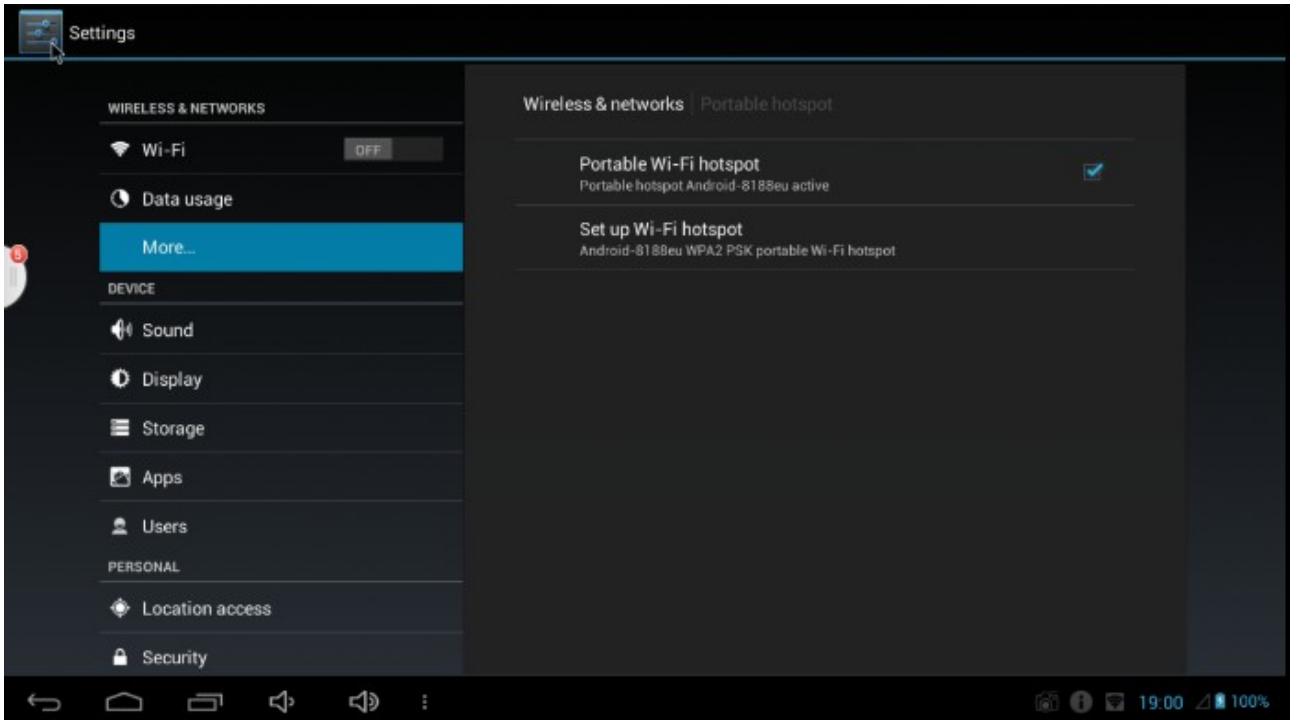 Settings
WIRELESS & NETWORKS
Wi-Fi OFF
Data usage
More...
DEVICE
Sound
Display
Storage
Apps
Users
PERSONAL
Location access
Security
Wireless & networks Portable hotspot
Portable Wi-Fi hotspot
Portable hotspot Android-8188eu active
Set up Wi-Fi hotspot
Android-8188eu WPA2 PSK portable Wi-Fi hotspot
5
19:00 100%